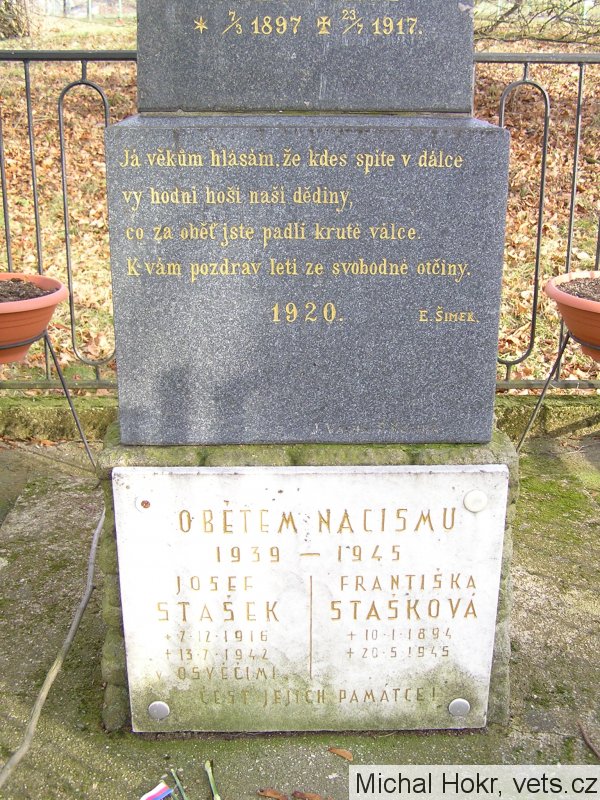 * 7/3 1897 ✠ 23/7 1917.
Já věkům hlásám, že kdes spíte v dálce
vy hodní hoši naší dědiny,
co za oběť jste padli kruté válce.
K vám pozdrav letí ze svobodné otčiny.
1920. E. ŠIMEK
OBĚTEM NACISMU
1939 — 1945
JOSEF
STAŠEK
+ 7·12·1916
+ 13·7·1942
V OSVĚČIMI
FRANTIŠKA
STAŠKOVÁ
+ 10·1·1894
+ 20·5·1945
ČEST JEJICH PAMÁTCE!
Michal Hokr, vets.cz